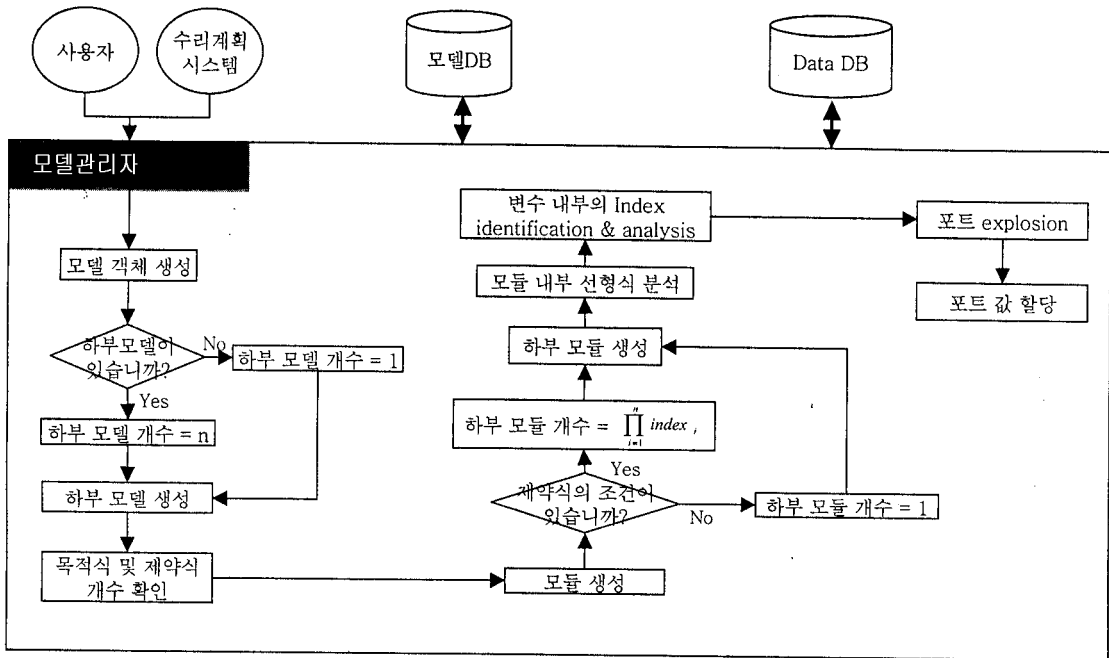 사용자
수리계획
시스템
모델DB
Data DB
모델관리자
모델 객체 생성
하부모델이
있습니까?
No
하부 모델 개수 = 1
Yes
하부 모델 개수 = n
하부 모델 생성
목적식 및 제약식
개수 확인
모듈 생성
제약식의 조건이
있습니까?
No
하부 모듈 개수 = 1
Yes
하부 모듈 개수 = ∏ⁿᵢ₌₁ indexᵢ
하부 모듈 생성
모듈 내부 선형식 분석
변수 내부의 Index
identification & analysis
포트 explosion
포트 값 할당